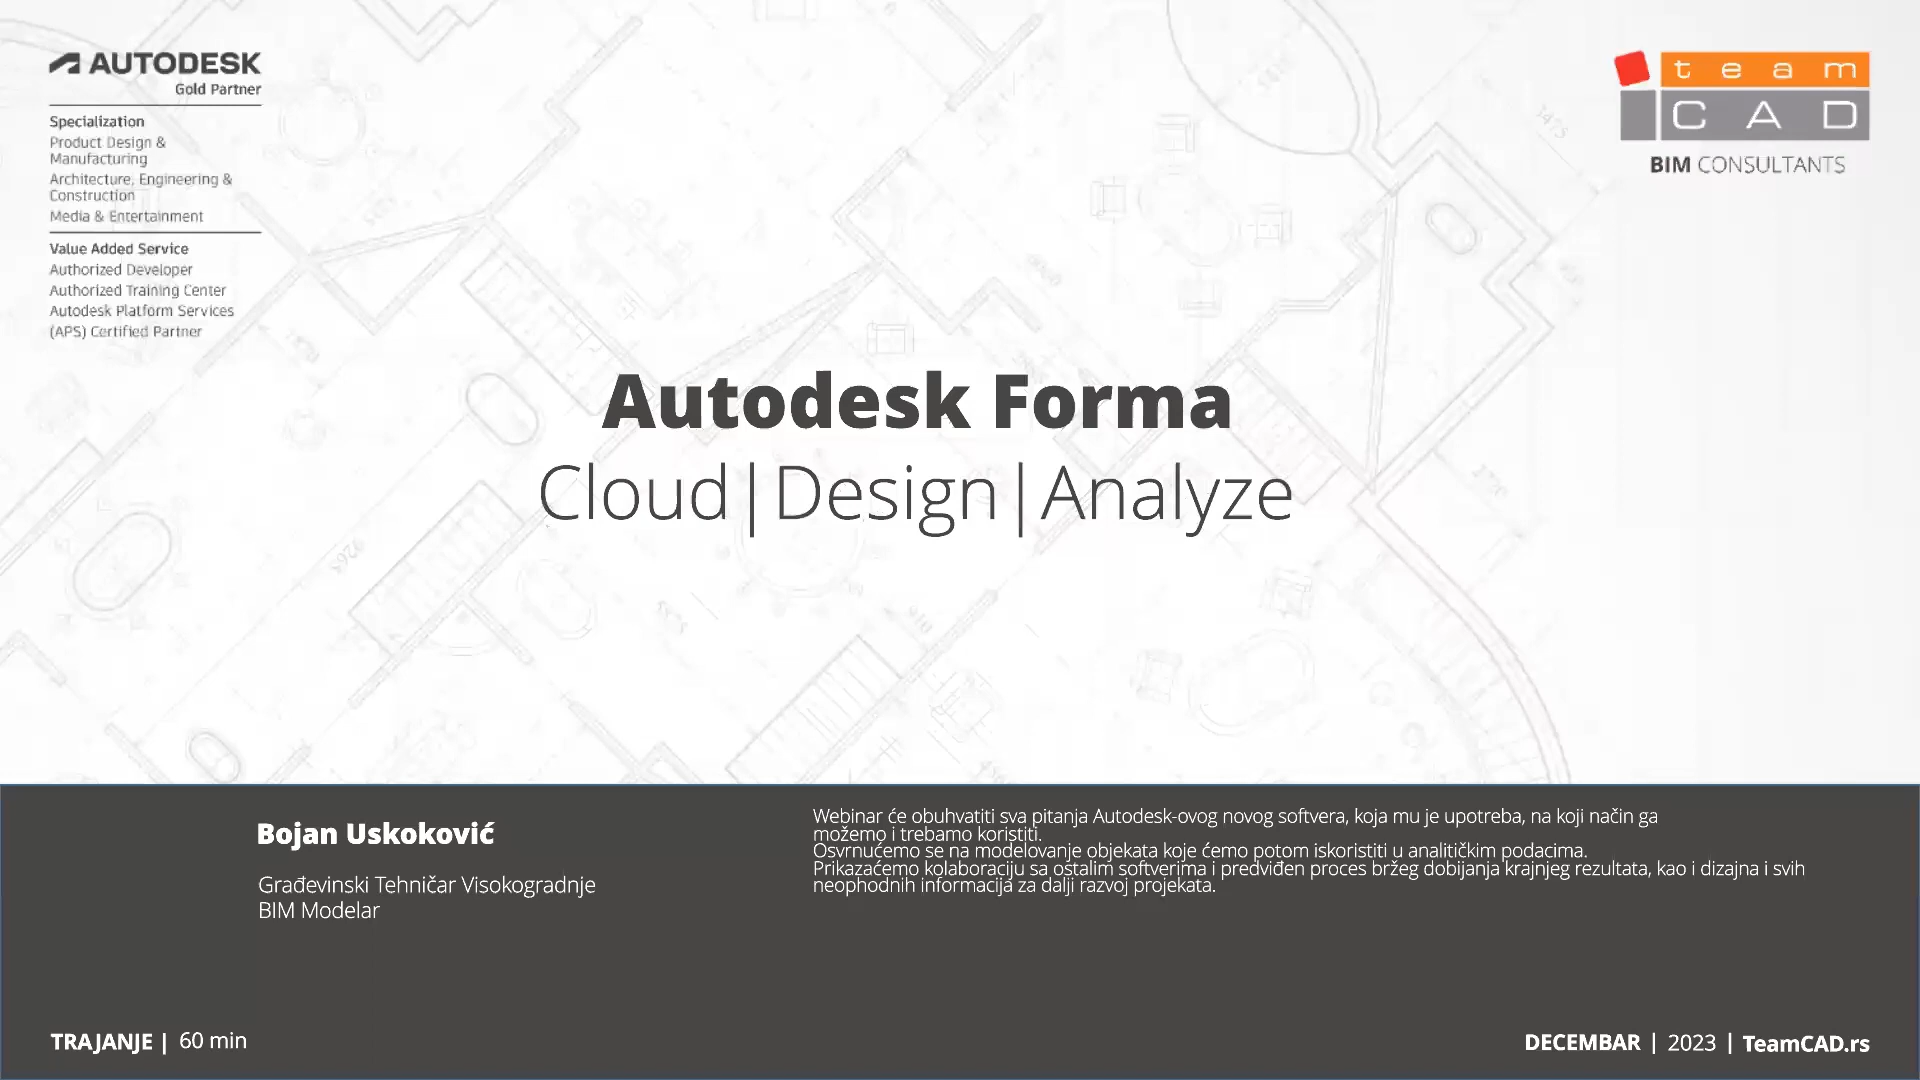 AUTODESK
Gold Partner
Specialization
Product Design &
Manufacturing
Architecture, Engineering &
Construction
Media & Entertainment
Value Added Service
Authorized Developer
Authorized Training Center
Autodesk Platform Services
(APS) Certified Partner
team
CAD
BIM CONSULTANTS
Autodesk Forma
Cloud|Design|Analyze
Bojan Uskoković
Građevinski Tehničar Visokogradnje
BIM Modelar
Webinar će obuhvatiti sva pitanja Autodesk-ovog novog softvera, koja mu je upotreba, na koji način ga
možemo i trebamo koristiti.
Osvrnućemo se na modelovanje objekata koje ćemo potom iskoristiti u analitičkim podacima.
Prikazaćemo kolaboraciju sa ostalim softverima i predviđen proces bržeg dobijanja krajnjeg rezultata, kao i dizajna i svih
neophodnih informacija za dalji razvoj projekata.
TRAJANJE | 60 min
DECEMBAR | 2023 | TeamCAD.rs